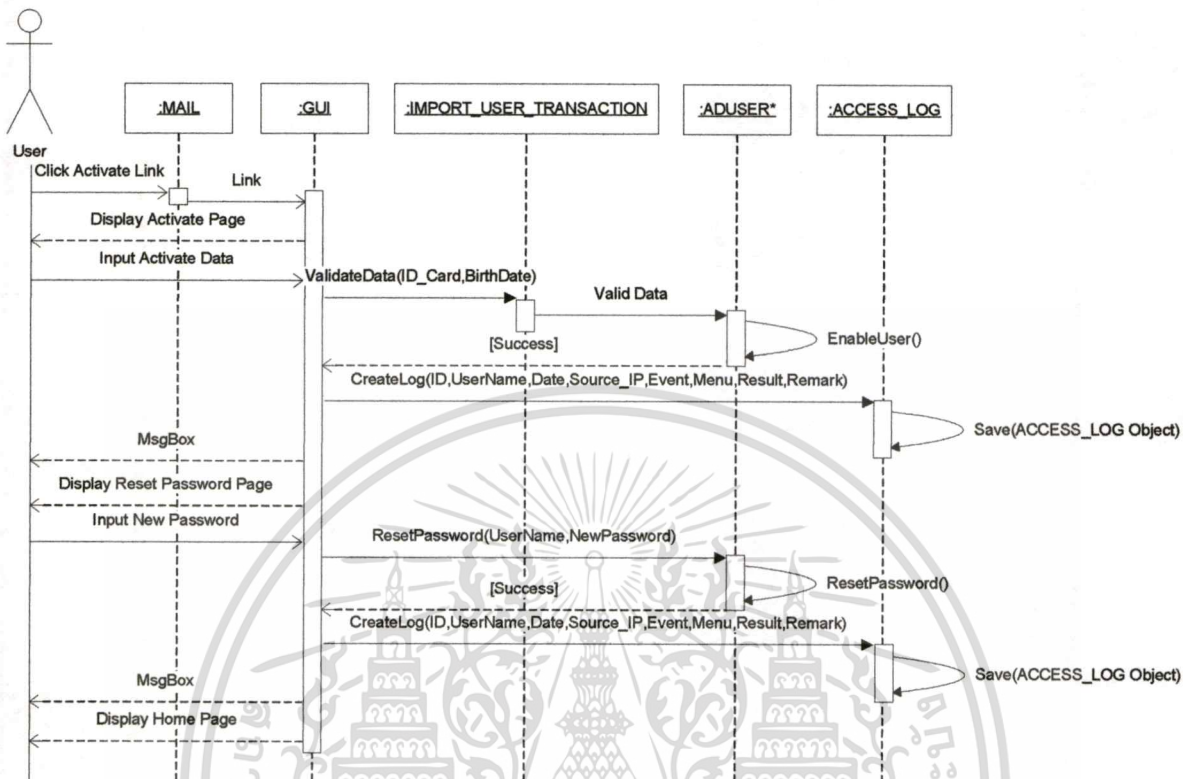 :MAIL
:GUI
:IMPORT_USER_TRANSACTION
:ADUSER*
:ACCESS_LOG
User
Click Activate Link
Link
Display Activate Page
Input Activate Data
ValidateData(ID_Card,BirthDate)
Valid Data
EnableUser()
[Success]
CreateLog(ID,UserName,Date,Source_IP,Event,Menu,Result,Remark)
Save(ACCESS_LOG Object)
MsgBox
Display Reset Password Page
Input New Password
ResetPassword(UserName,NewPassword)
ResetPassword()
[Success]
CreateLog(ID,UserName,Date,Source_IP,Event,Menu,Result,Remark)
Save(ACCESS_LOG Object)
MsgBox
Display Home Page